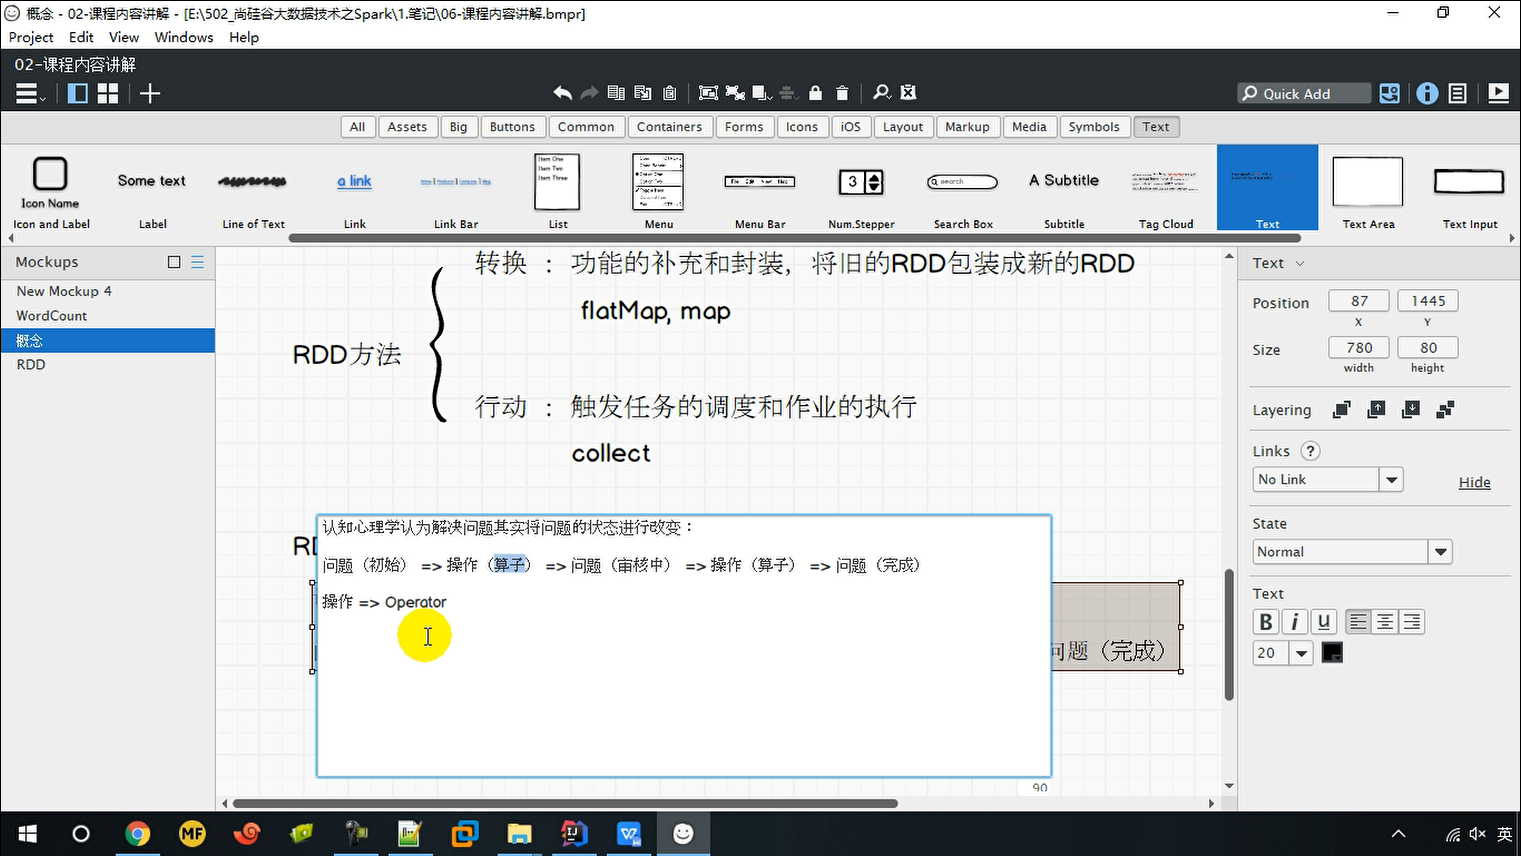 概念 - 02-课程内容讲解 - [E:\502_尚硅谷大数据技术之Spark\1.笔记\06-课程内容讲解.bmpr]
Project Edit View Windows Help
02-课程内容讲解
Quick Add
All Assets Big Buttons Common Containers Forms Icons iOS Layout Markup Media Symbols Text
Icon Name
Some text
a link
Item One
Item Two
Item Three
3
search
A Subtitle
Icon and Label Label Line of Text Link Link Bar List Menu Menu Bar Num.Stepper Search Box Subtitle Tag Cloud Text Text Area Text Input
Mockups
New Mockup 4
WordCount
概念
RDD
转换 : 功能的补充和封装，将旧的RDD包装成新的RDD
flatMap, map
RDD方法
行动 : 触发任务的调度和作业的执行
collect
认知心理学认为解决问题其实将问题的状态进行改变：
问题（初始） => 操作（算子） => 问题（审核中） => 操作（算子） => 问题（完成）
操作 => Operator
问题（完成）
90
Text
Position 87 1445
X Y
Size 780 80
width height
Layering
Links ?
No Link Hide
State
Normal
Text
B i U
20
MF
英